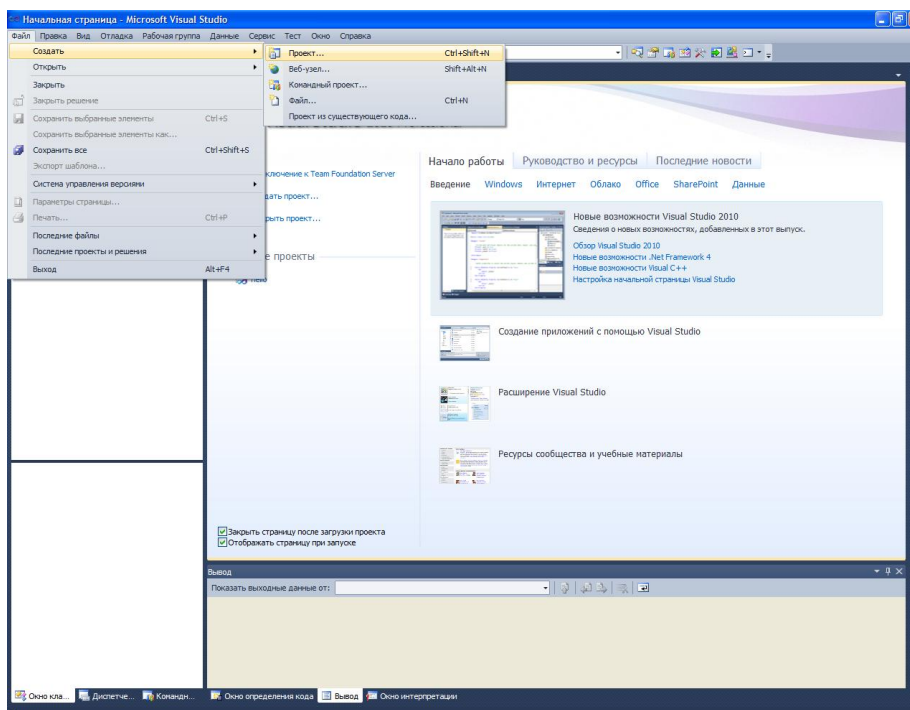 Начальная страница - Microsoft Visual Studio
Файл Правка Вид Отладка Рабочая группа Данные Сервис Тест Окно Справка
Создать
Открыть
Закрыть
Закрыть решение
Сохранить выбранные элементы Ctrl+S
Сохранить выбранные элементы как...
Сохранить все Ctrl+Shift+S
Экспорт шаблона...
Система управления версиями
Параметры страницы...
Печать... Ctrl+P
Последние файлы
Последние проекты и решения
Выход Alt+F4
Проект... Ctrl+Shift+N
Веб-узел... Shift+Alt+N
Командный проект...
Файл... Ctrl+N
Проект из существующего кода...
ключение к Team Foundation Server
дать проект...
рыть проект...
е проекты
Начало работы Руководство и ресурсы Последние новости
Введение Windows Интернет Облако Office SharePoint Данные
Новые возможности Visual Studio 2010
Сведения о новых возможностях, добавленных в этот выпуск.
Обзор Visual Studio 2010
Новые возможности .Net Framework 4
Новые возможности Visual C++
Настройка начальной страницы Visual Studio
Создание приложений с помощью Visual Studio
Расширение Visual Studio
Ресурсы сообщества и учебные материалы
Закрыть страницу после загрузки проекта
Отображать страницу при запуске
Вывод
Показать выходные данные от:
Окно кла... Диспетче... Командн... Окно определения кода Вывод Окно интерпретации